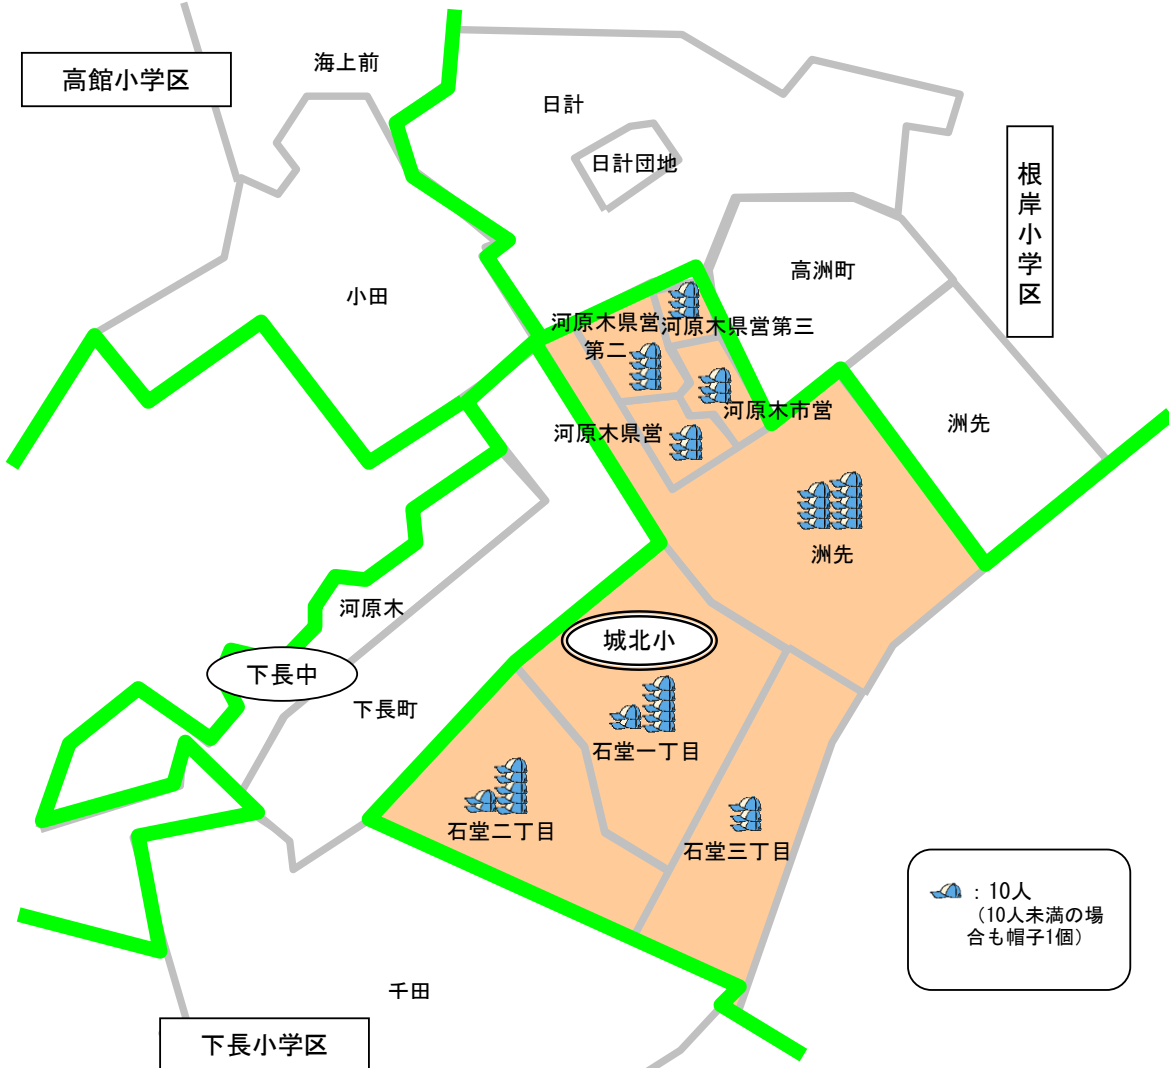 高館小学区
海上前
日計
日計団地
根岸小学区
高洲町
小田
河原木県営
第二
河原木県営第三
河原木市営
河原木県営
洲先
洲先
河原木
城北小
下長中
下長町
石堂一丁目
石堂二丁目
石堂三丁目
：10人
（10人未満の場
合も帽子1個）
千田
下長小学区